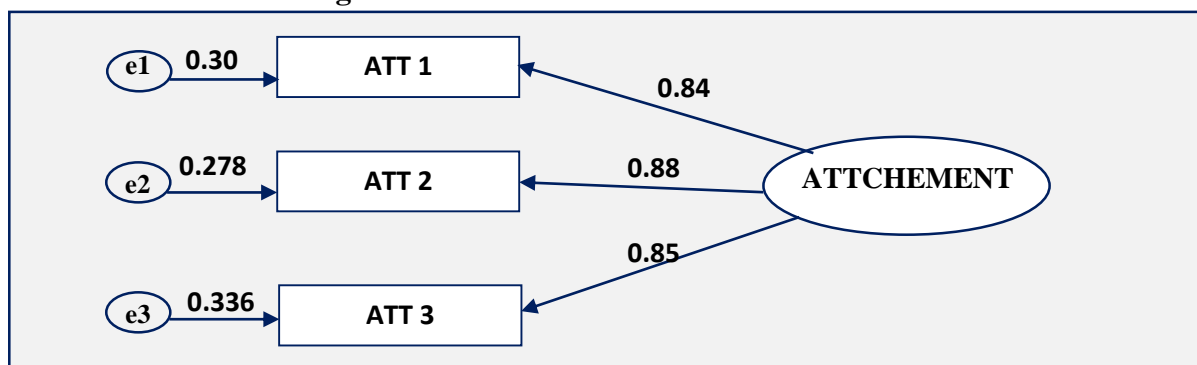 e1
0.30
ATT 1
0.84
e2
0.278
ATT 2
0.88
ATTCHEMENT
0.85
e3
0.336
ATT 3